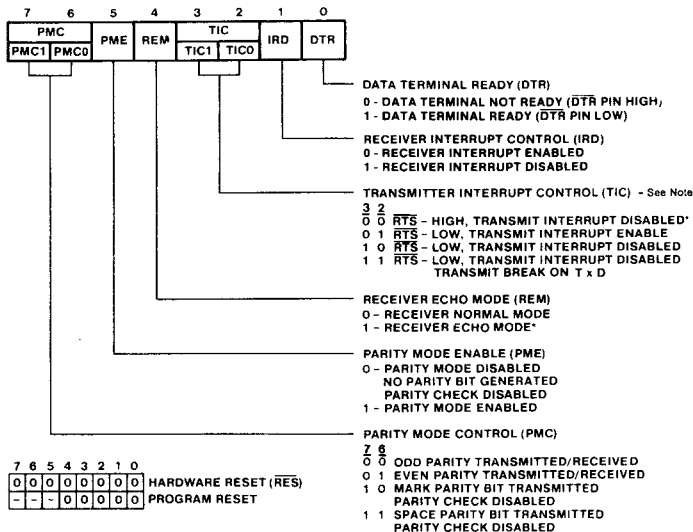 7 6 5 4 3 2 1 0
PMC PME REM TIC IRD DTR
PMC1 PMC0 TIC1 TIC0
DATA TERMINAL READY (DTR)
0 - DATA TERMINAL NOT READY (DTR PIN HIGH)
1 - DATA TERMINAL READY (DTR PIN LOW)
RECEIVER INTERRUPT CONTROL (IRD)
0 - RECEIVER INTERRUPT ENABLED
1 - RECEIVER INTERRUPT DISABLED
TRANSMITTER INTERRUPT CONTROL (TIC) - See Note
3 2
0 0 RTS - HIGH, TRANSMIT INTERRUPT DISABLED*
0 1 RTS - LOW, TRANSMIT INTERRUPT ENABLE
1 0 RTS - LOW, TRANSMIT INTERRUPT DISABLED
1 1 RTS - LOW, TRANSMIT INTERRUPT DISABLED
TRANSMIT BREAK ON T x D
RECEIVER ECHO MODE (REM)
0 - RECEIVER NORMAL MODE
1 - RECEIVER ECHO MODE*
PARITY MODE ENABLE (PME)
0 - PARITY MODE DISABLED
NO PARITY BIT GENERATED
PARITY CHECK DISABLED
1 - PARITY MODE ENABLED
PARITY MODE CONTROL (PMC)
7 6
0 0 ODD PARITY TRANSMITTED/RECEIVED
0 1 EVEN PARITY TRANSMITTED/RECEIVED
1 0 MARK PARITY BIT TRANSMITTED
PARITY CHECK DISABLED
1 1 SPACE PARITY BIT TRANSMITTED
PARITY CHECK DISABLED
7 6 5 4 3 2 1 0
0 0 0 0 0 0 0 0 HARDWARE RESET (RES)
- - - 0 0 0 0 0 PROGRAM RESET